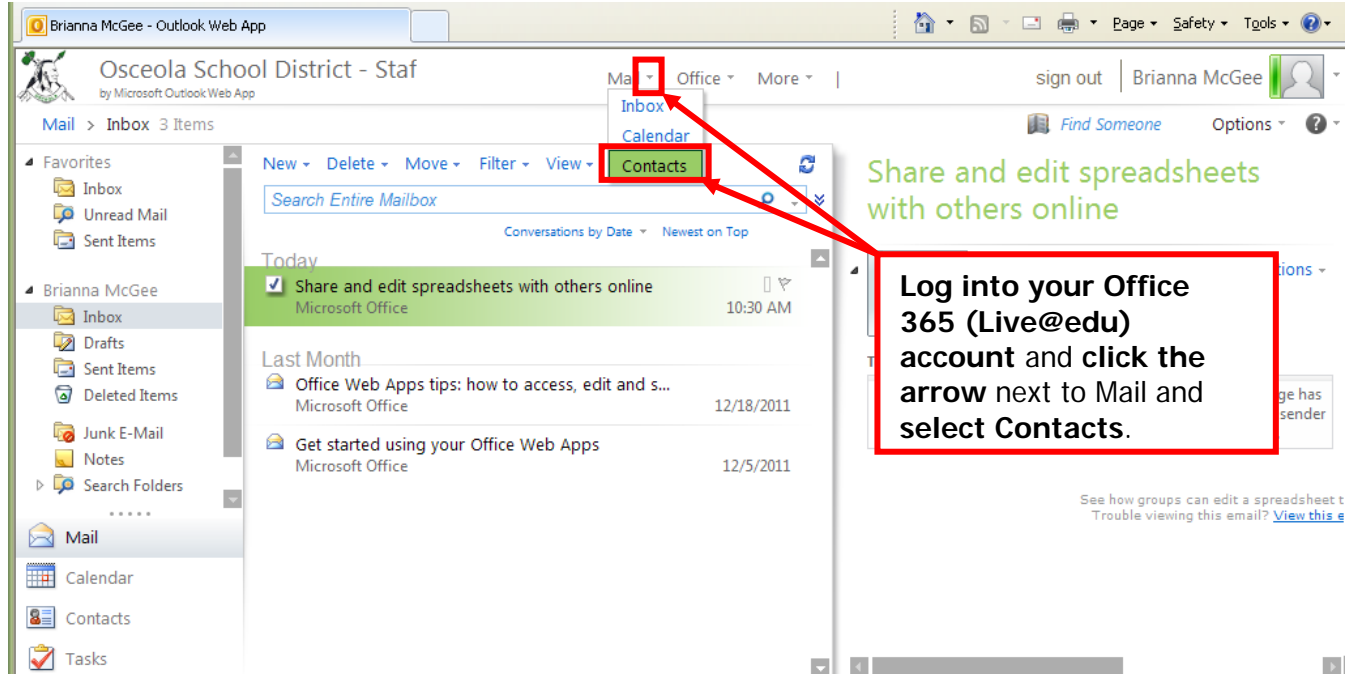 Brianna McGee - Outlook Web App
Page Safety Tools
Osceola School District - Staf
by Microsoft Outlook Web App
Mail Office More |
sign out Brianna McGee
Mail > Inbox 3 Items
Inbox
Calendar
Contacts
Find Someone Options
Favorites
Inbox
Unread Mail
Sent Items
Brianna McGee
Inbox
Drafts
Sent Items
Deleted Items
Junk E-Mail
Notes
Search Folders
Mail
Calendar
Contacts
Tasks
New Delete Move Filter View
Search Entire Mailbox
Conversations by Date Newest on Top
Today
Share and edit spreadsheets with others online
Microsoft Office 10:30 AM
Last Month
Office Web Apps tips: how to access, edit and s...
Microsoft Office 12/18/2011
Get started using your Office Web Apps
Microsoft Office 12/5/2011
Share and edit spreadsheets
with others online
Log into your Office
365 (Live@edu)
account and click the
arrow next to Mail and
select Contacts.
has
sender
See how groups can edit a spreadsheet
Trouble viewing this email? View this